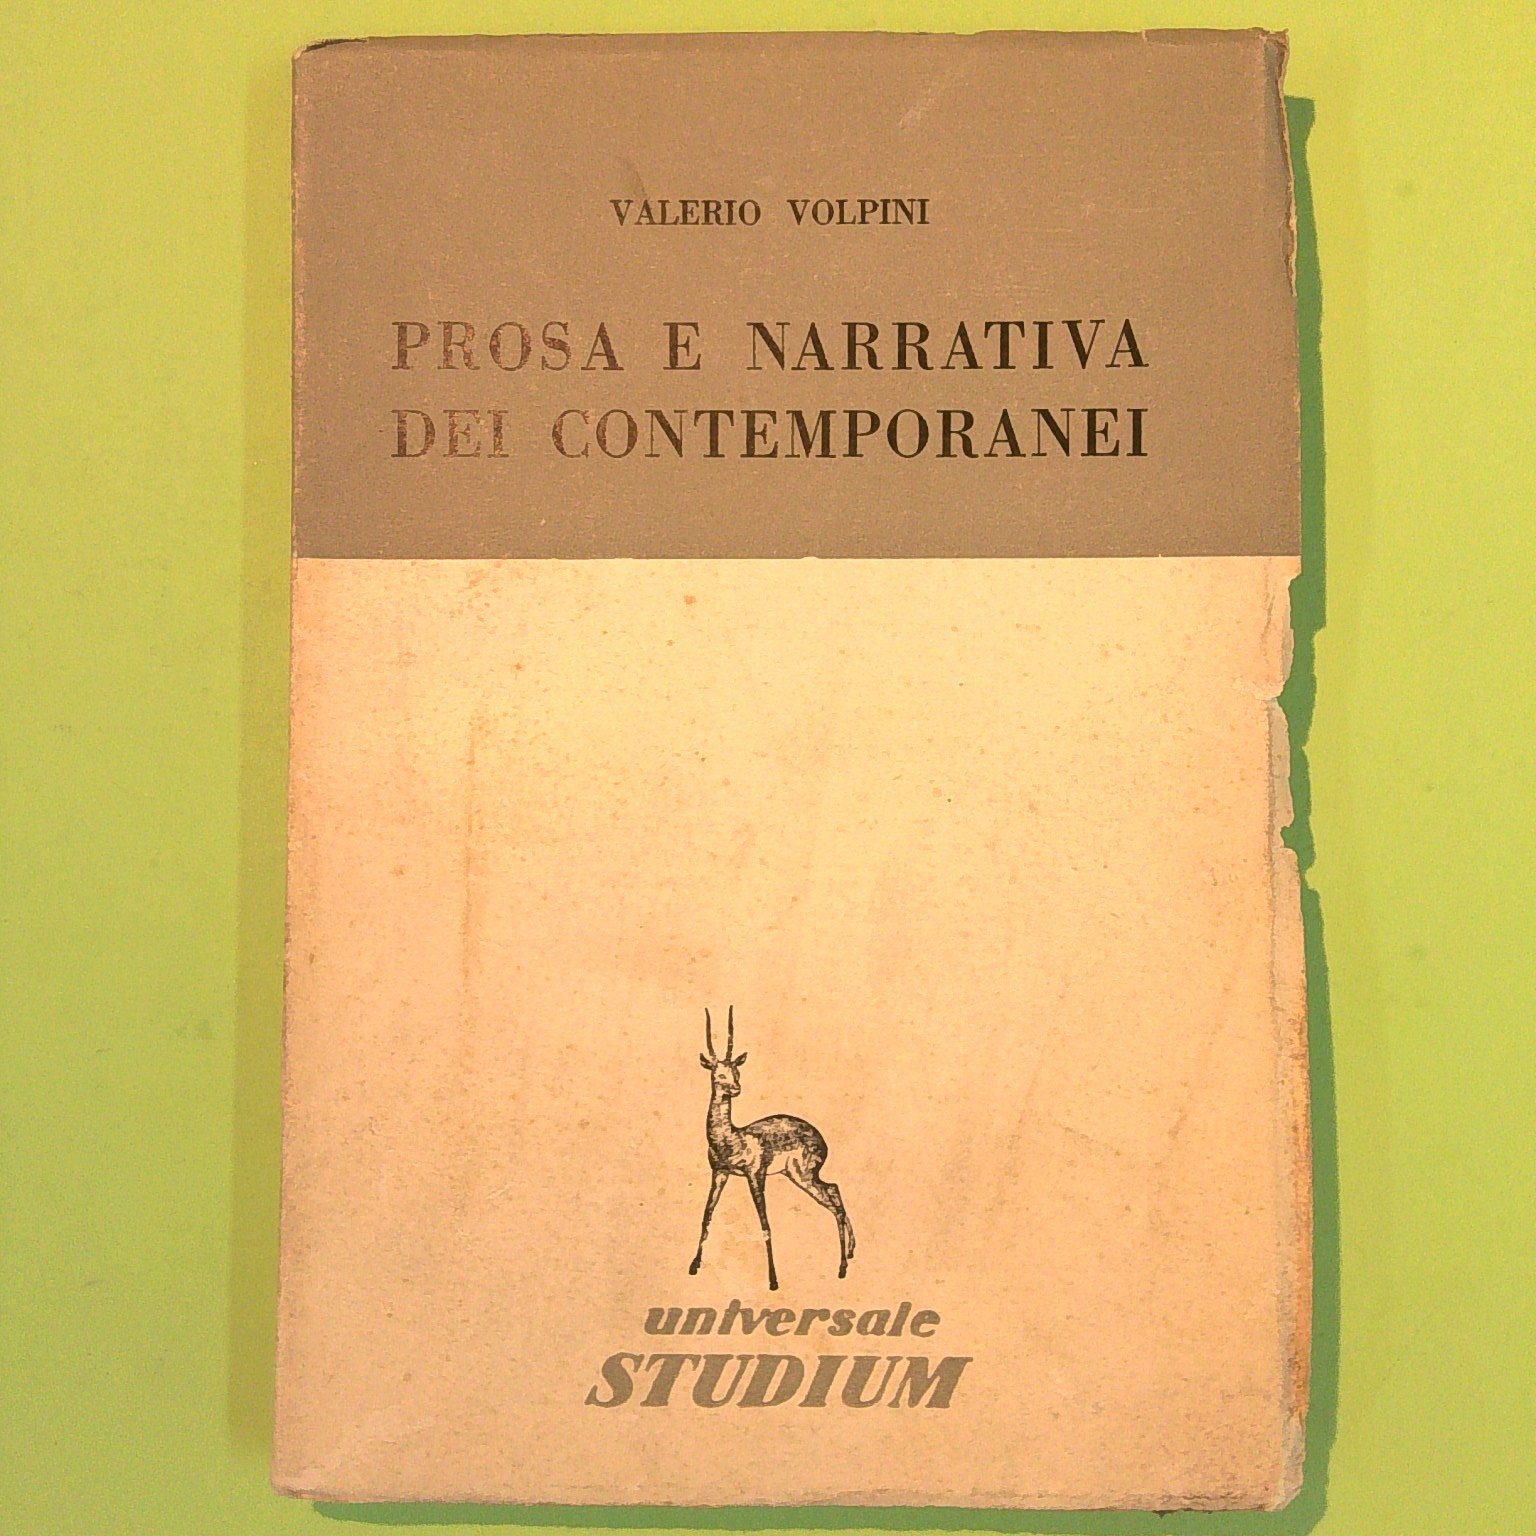 VALERIO VOLPINI
PROSA E NARRATIVA
DEI CONTEMPORANEI
universale
STUDIUM